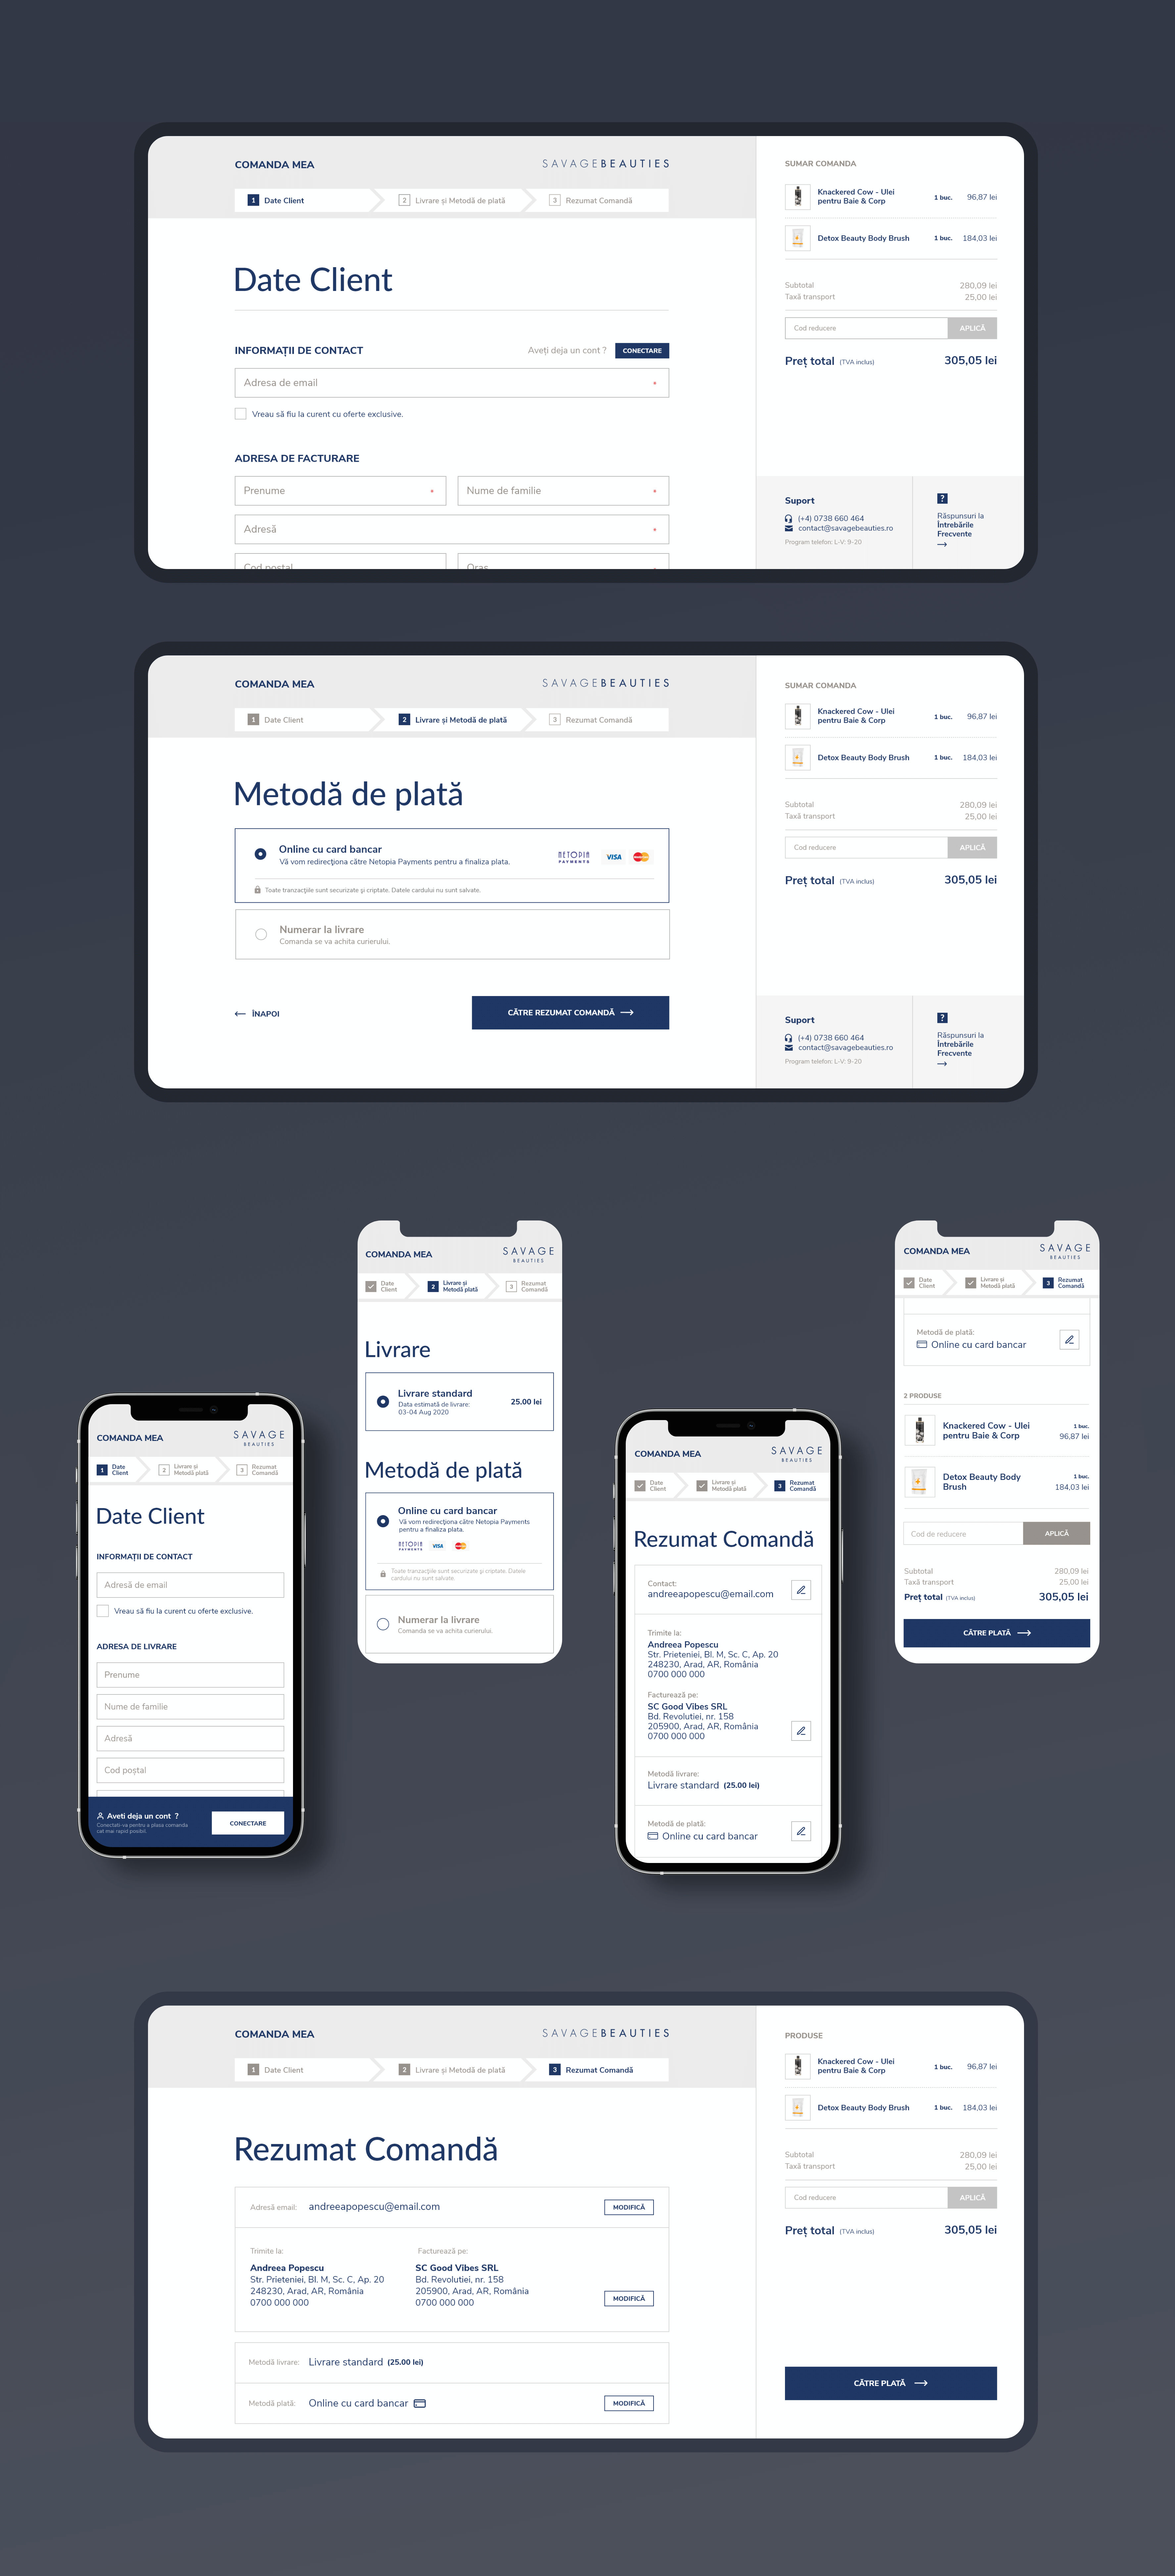 COMANDA MEA
SAVAGEBEAUTIES
1 Date Client
2 Livrare și Metodă de plată
3 Rezumat Comandă
Date Client
INFORMAȚII DE CONTACT
Aveți deja un cont ?
CONECTARE
Adresa de email *
Vreau să fiu la curent cu oferte exclusive.
ADRESA DE FACTURARE
Prenume *
Nume de familie *
Adresă *
Cod poștal
Oraș
SUMAR COMANDA
Knackered Cow - Ulei
pentru Baie & Corp
1 buc. 96,87 lei
Detox Beauty Body Brush 1 buc. 184,03 lei
Subtotal 280,09 lei
Taxă transport 25,00 lei
Cod reducere APLICĂ
Preț total (TVA inclus) 305,05 lei
Suport
(+4) 0738 660 464
contact@savagebeauties.ro
Program telefon: L-V: 9-20
?
Răspunsuri la
Întrebările
Frecvente
COMANDA MEA
SAVAGEBEAUTIES
1 Date Client
2 Livrare și Metodă de plată
3 Rezumat Comandă
Metodă de plată
Online cu card bancar
Vă vom redirecționa către Netopia Payments pentru a finaliza plata.
NETOPIA
PAYMENTS
VISA
Toate tranzacțiile sunt securizate și criptate. Datele cardului nu sunt salvate.
Numerar la livrare
Comanda se va achita curierului.
ÎNAPOI
CĂTRE REZUMAT COMANDĂ
SUMAR COMANDA
Knackered Cow - Ulei
pentru Baie & Corp
1 buc. 96,87 lei
Detox Beauty Body Brush 1 buc. 184,03 lei
Subtotal 280,09 lei
Taxă transport 25,00 lei
Cod reducere APLICĂ
Preț total (TVA inclus) 305,05 lei
Suport
(+4) 0738 660 464
contact@savagebeauties.ro
Program telefon: L-V: 9-20
?
Răspunsuri la
Întrebările
Frecvente
COMANDA MEA
SAVAGE
BEAUTIES
1 Date
Client
2 Livrare și
Metodă plată
3 Rezumat
Comandă
Date Client
INFORMAȚII DE CONTACT
Adresă de email
Vreau să fiu la curent cu oferte exclusive.
ADRESA DE LIVRARE
Prenume
Nume de familie
Adresă
Cod poștal
Aveti deja un cont ?
Conectati-va pentru a plasa comanda
cat mai rapid posibil.
CONECTARE
COMANDA MEA
SAVAGE
BEAUTIES
Date
Client
2 Livrare și
Metodă plată
3 Rezumat
Comandă
Livrare
Livrare standard
Data estimată de livrare:
03-04 Aug 2020
25.00 lei
Metodă de plată
Online cu card bancar
Vă vom redirecționa către Netopia Payments
pentru a finaliza plata.
NETOPIA
PAYMENTS
VISA
Toate tranzacțiile sunt securizate și criptate. Datele
cardului nu sunt salvate.
Numerar la livrare
Comanda se va achita curierului.
COMANDA MEA
SAVAGE
BEAUTIES
Date
Client
Livrare și
Metodă plată
3 Rezumat
Comandă
Rezumat Comandă
Contact:
andreeapopescu@email.com
Trimite la:
Andreea Popescu
Str. Prieteniei, Bl. M, Sc. C, Ap. 20
248230, Arad, AR, România
0700 000 000
Facturează pe:
SC Good Vibes SRL
Bd. Revolutiei, nr. 158
205900, Arad, AR, România
0700 000 000
Metodă livrare:
Livrare standard (25.00 lei)
Metodă de plată:
Online cu card bancar
COMANDA MEA
SAVAGE
BEAUTIES
Date
Client
Livrare și
Metodă plată
3 Rezumat
Comandă
Metodă de plată:
Online cu card bancar
2 PRODUSE
Knackered Cow - Ulei
pentru Baie & Corp
1 buc.
96,87 lei
Detox Beauty Body
Brush
1 buc.
184,03 lei
Cod de reducere APLICĂ
Subtotal 280,09 lei
Taxă transport 25,00 lei
Preț total (TVA inclus) 305,05 lei
CĂTRE PLATĂ
COMANDA MEA
SAVAGEBEAUTIES
1 Date Client
2 Livrare și Metodă de plată
3 Rezumat Comandă
Rezumat Comandă
Adresă email: andreeapopescu@email.com
MODIFICĂ
Trimite la:
Andreea Popescu
Str. Prieteniei, Bl. M, Sc. C, Ap. 20
248230, Arad, AR, România
0700 000 000
Facturează pe:
SC Good Vibes SRL
Bd. Revolutiei, nr. 158
205900, Arad, AR, România
0700 000 000
MODIFICĂ
Metodă livrare: Livrare standard (25.00 lei)
Metodă plată: Online cu card bancar
MODIFICĂ
PRODUSE
Knackered Cow - Ulei
pentru Baie & Corp
1 buc. 96,87 lei
Detox Beauty Body Brush 1 buc. 184,03 lei
Subtotal 280,09 lei
Taxă transport 25,00 lei
Cod reducere APLICĂ
Preț total (TVA inclus) 305,05 lei
CĂTRE PLATĂ